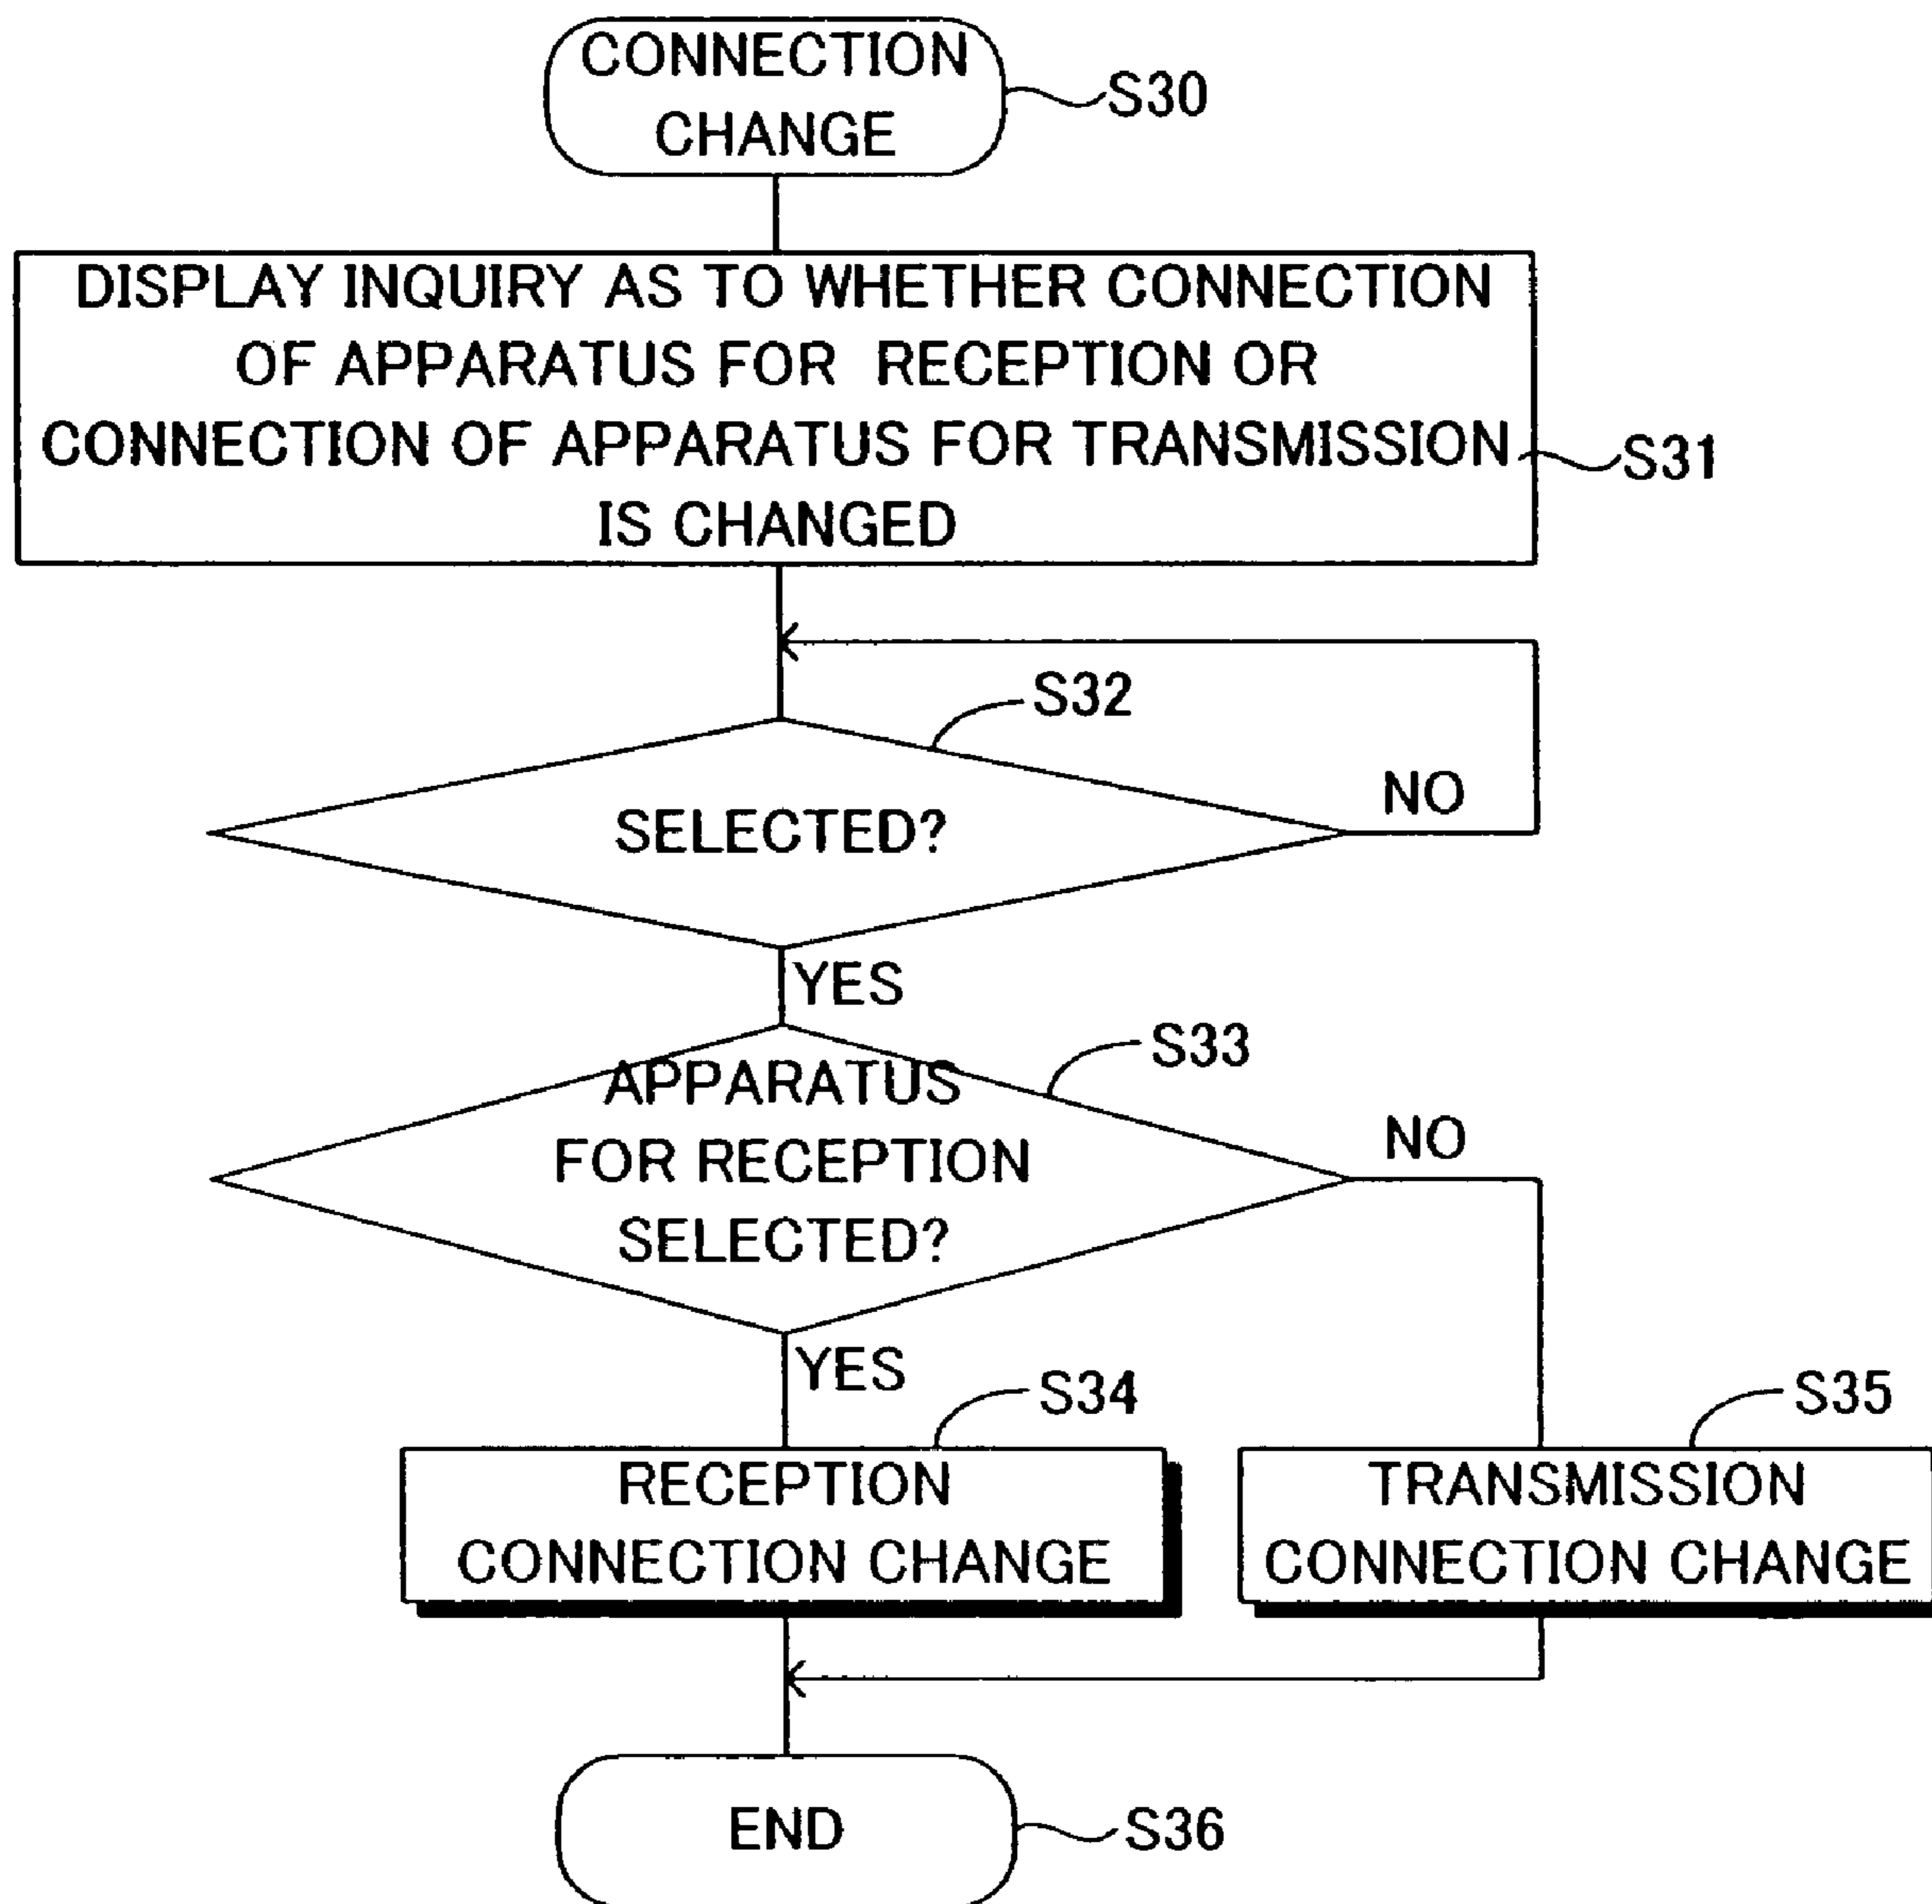 CONNECTION
CHANGE
S30
DISPLAY INQUIRY AS TO WHETHER CONNECTION
OF APPARATUS FOR RECEPTION OR
CONNECTION OF APPARATUS FOR TRANSMISSION
IS CHANGED
S31
S32
SELECTED?
NO
YES
S33
APPARATUS
FOR RECEPTION
SELECTED?
NO
YES
S34
S35
RECEPTION
CONNECTION CHANGE
TRANSMISSION
CONNECTION CHANGE
END
S36